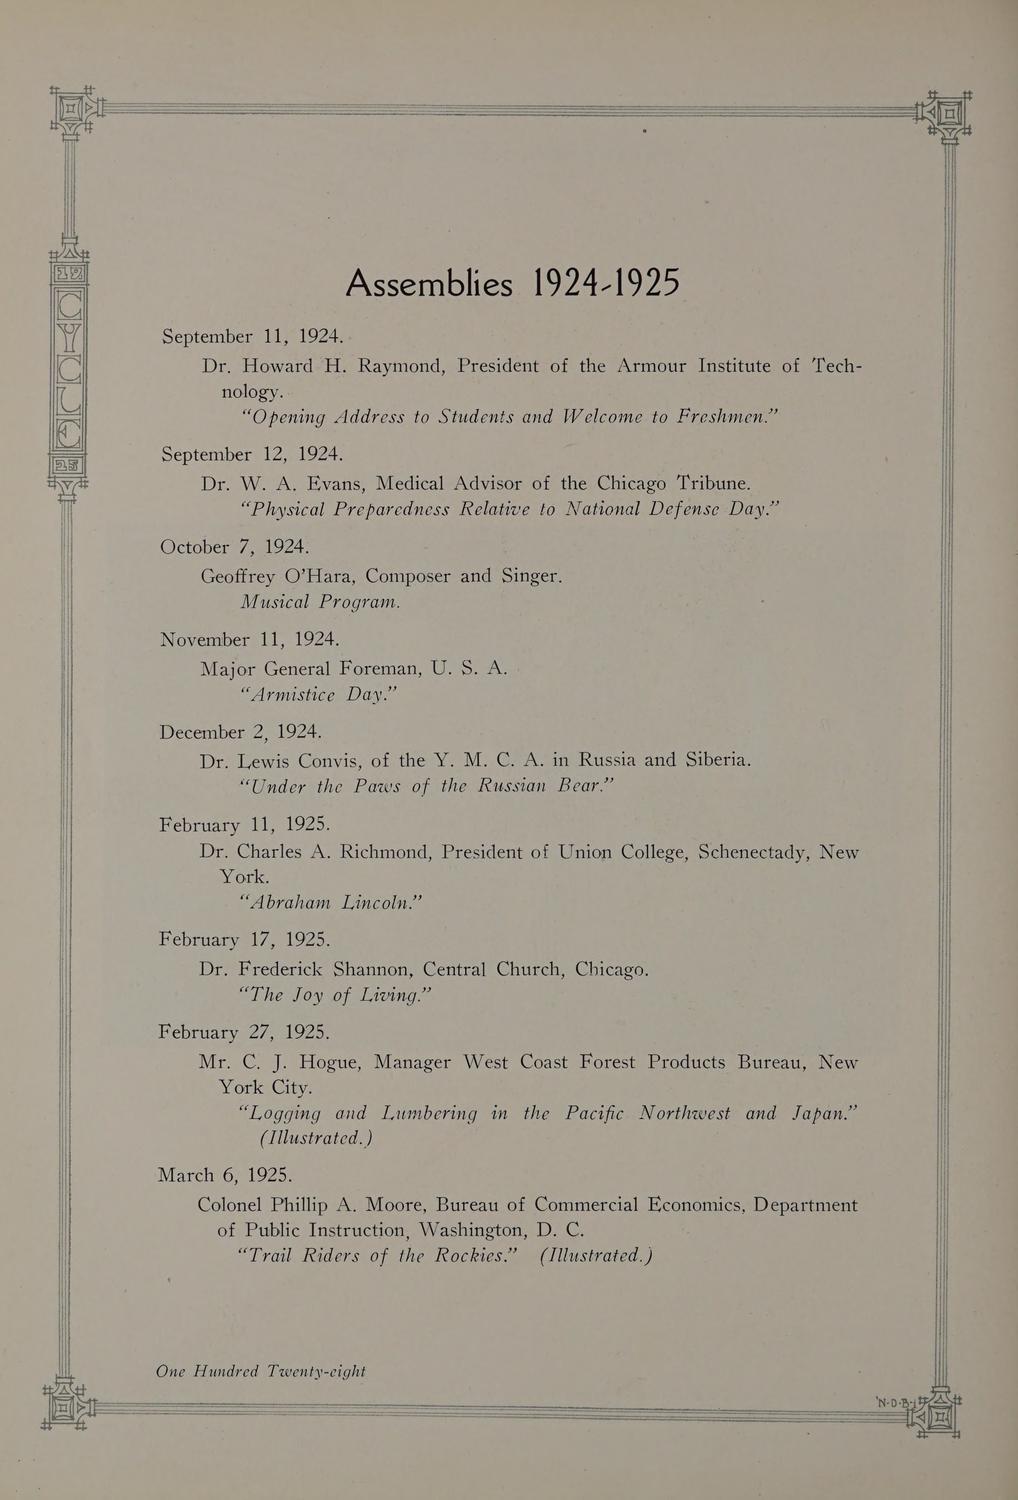 Assemblies 1924-1925
19
CYCLE
25
September 11, 1924.
Dr. Howard H. Raymond, President of the Armour Institute of Tech-
nology.
“Opening Address to Students and Welcome to Freshmen.”
September 12, 1924.
Dr. W. A. Evans, Medical Advisor of the Chicago Tribune.
“Physical Preparedness Relative to National Defense Day.”
October 7, 1924.
Geoffrey O’Hara, Composer and Singer.
Musical Program.
November 11, 1924.
Major General Foreman, U. S. A.
“Armistice Day.”
December 2, 1924.
Dr. Lewis Convis, of the Y. M. C. A. in Russia and Siberia.
“Under the Paws of the Russian Bear.”
February 11, 1925.
Dr. Charles A. Richmond, President of Union College, Schenectady, New
York.
“Abraham Lincoln.”
February 17, 1925.
Dr. Frederick Shannon, Central Church, Chicago.
“The Joy of Living.”
February 27, 1925.
Mr. C. J. Hogue, Manager West Coast Forest Products Bureau, New
York City.
“Logging and Lumbering in the Pacific Northwest and Japan.”
(Illustrated.)
March 6, 1925.
Colonel Phillip A. Moore, Bureau of Commercial Economics, Department
of Public Instruction, Washington, D. C.
“Trail Riders of the Rockies.” (Illustrated.)
One Hundred Twenty-eight